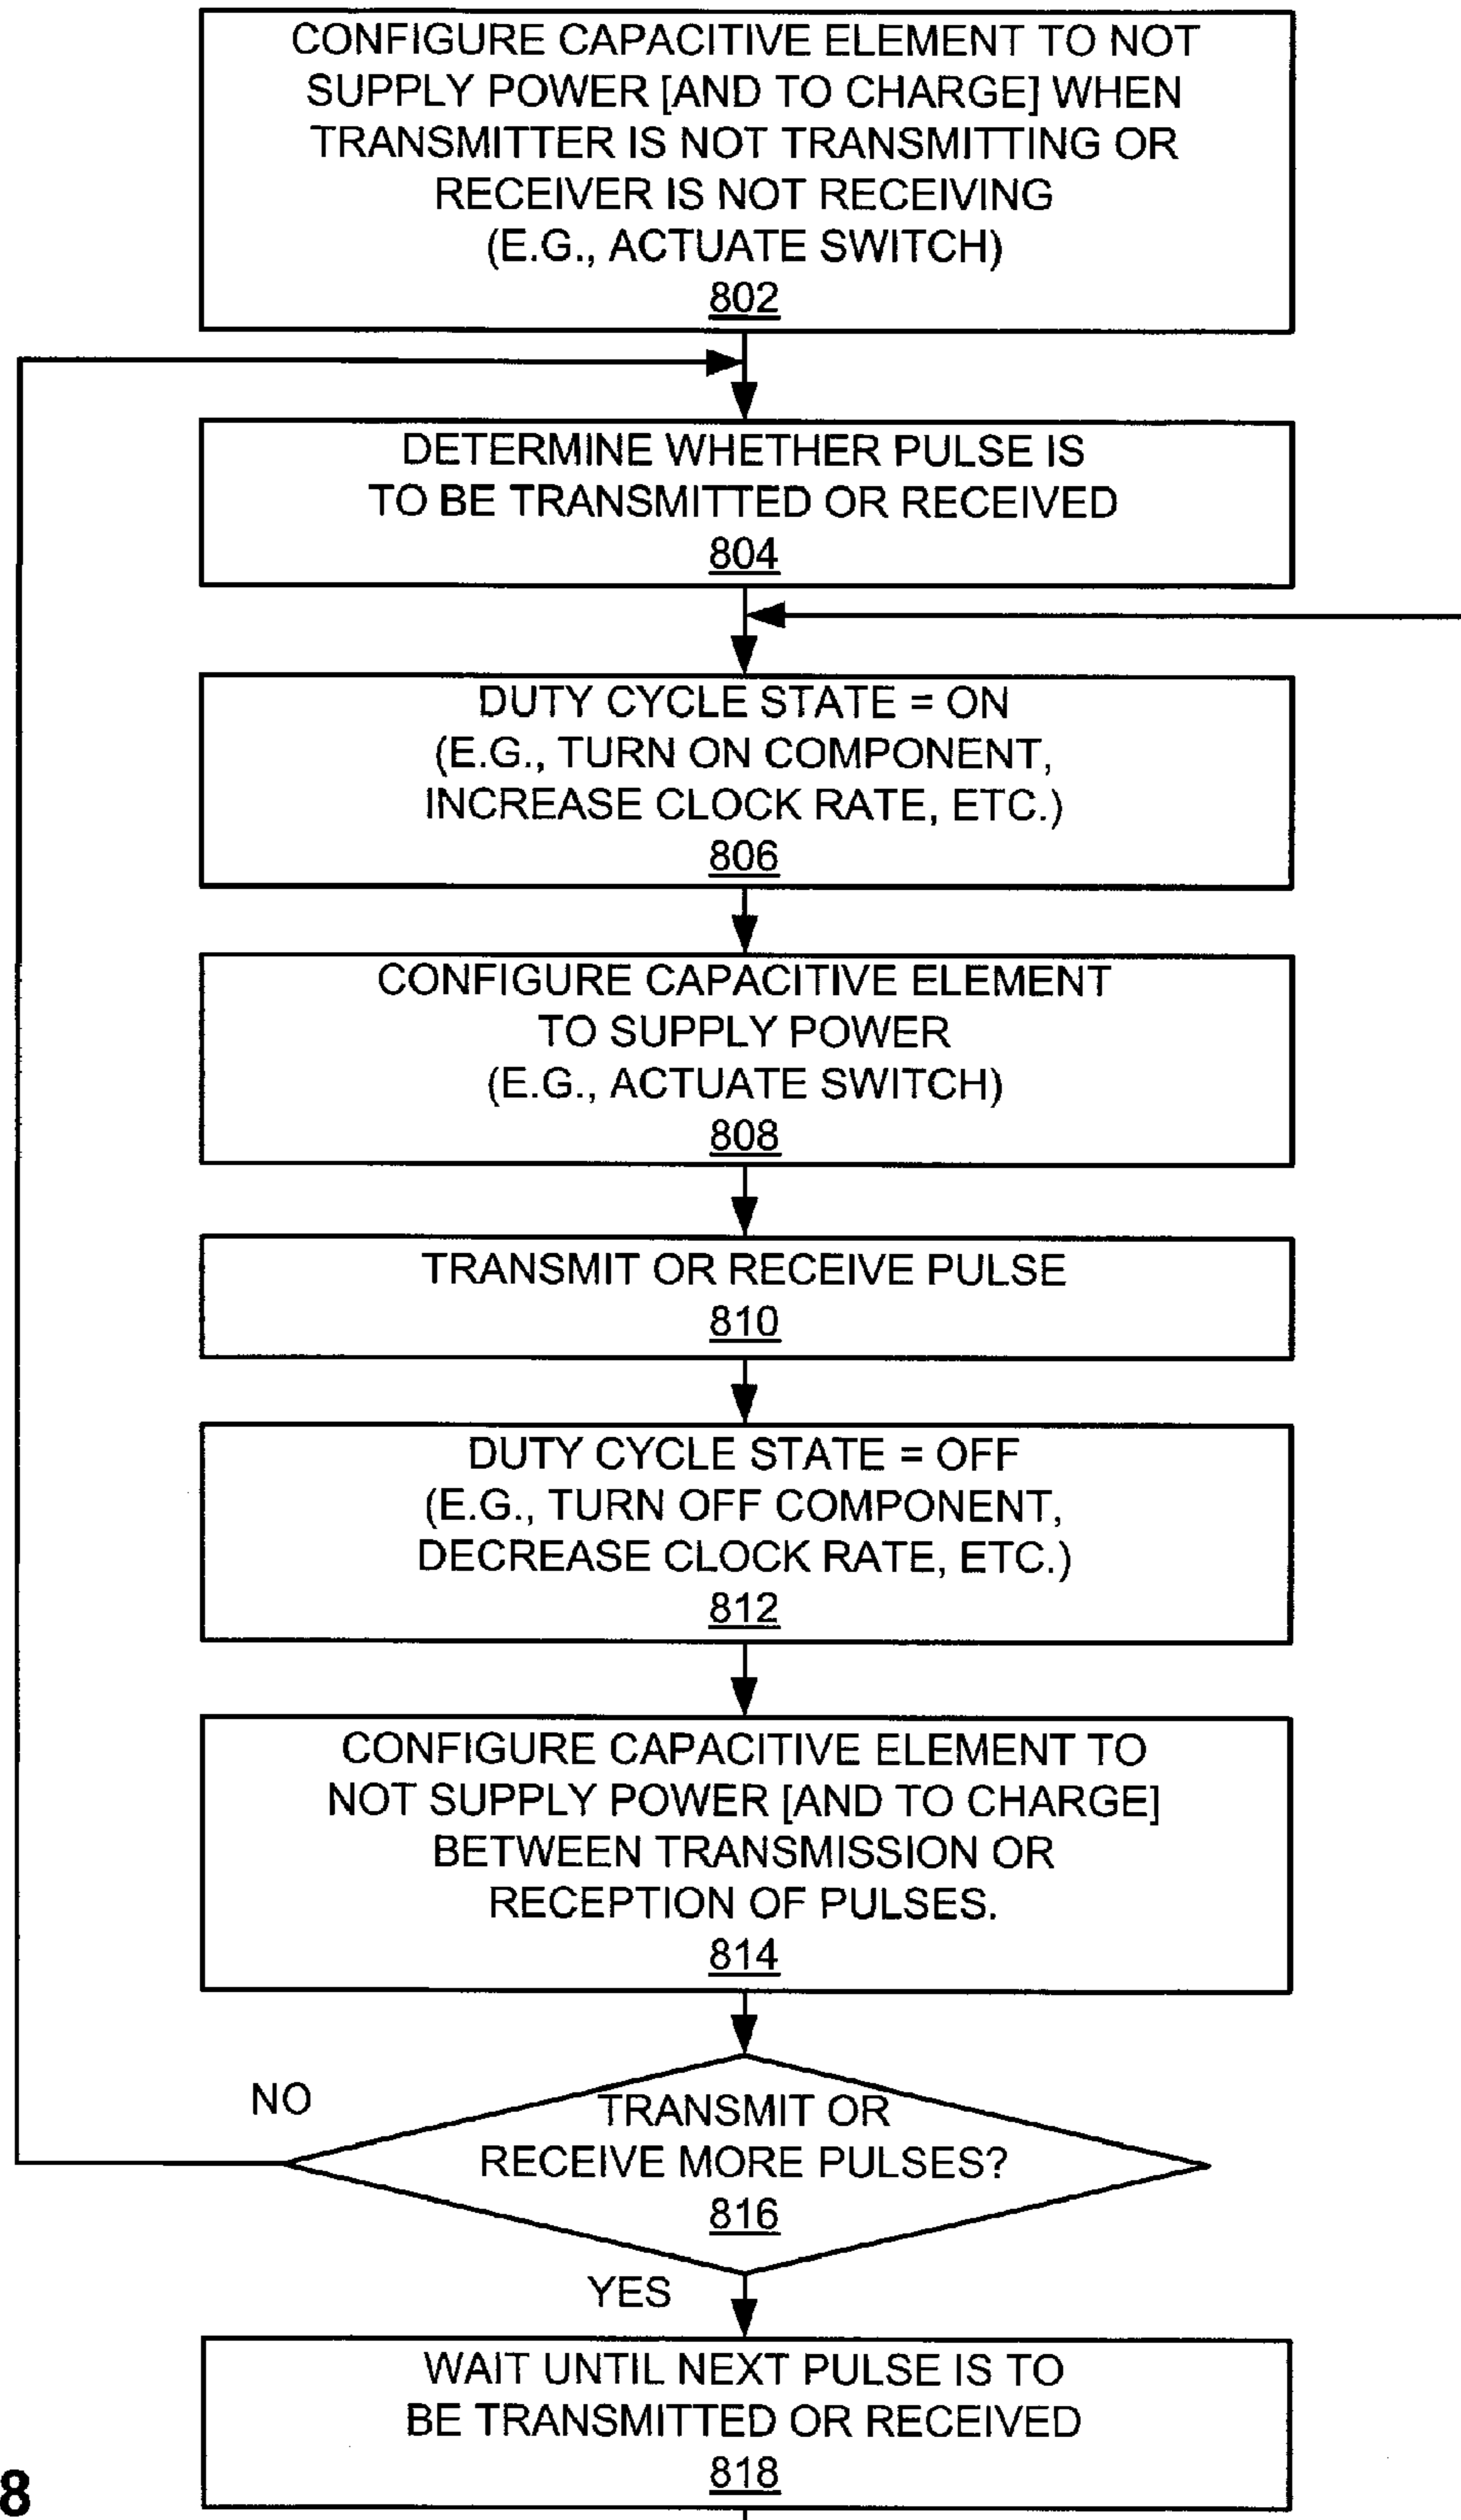 CONFIGURE CAPACITIVE ELEMENT TO NOT
SUPPLY POWER [AND TO CHARGE] WHEN
TRANSMITTER IS NOT TRANSMITTING OR
RECEIVER IS NOT RECEIVING
(E.G., ACTUATE SWITCH)
802
DETERMINE WHETHER PULSE IS
TO BE TRANSMITTED OR RECEIVED
804
DUTY CYCLE STATE = ON
(E.G., TURN ON COMPONENT,
INCREASE CLOCK RATE, ETC.)
806
CONFIGURE CAPACITIVE ELEMENT
TO SUPPLY POWER
(E.G., ACTUATE SWITCH)
808
TRANSMIT OR RECEIVE PULSE
810
DUTY CYCLE STATE = OFF
(E.G., TURN OFF COMPONENT,
DECREASE CLOCK RATE, ETC.)
812
CONFIGURE CAPACITIVE ELEMENT TO
NOT SUPPLY POWER [AND TO CHARGE]
BETWEEN TRANSMISSION OR
RECEPTION OF PULSES.
814
NO
TRANSMIT OR
RECEIVE MORE PULSES?
816
YES
WAIT UNTIL NEXT PULSE IS TO
BE TRANSMITTED OR RECEIVED
818
8